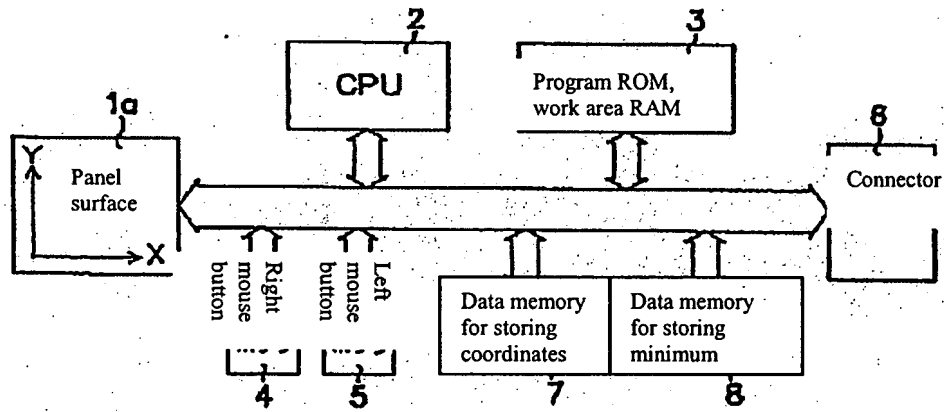 2
3
CPU
Program ROM,
work area RAM
1a
Y
Panel
surface
X
8
Connector
Right
mouse
button
Left
mouse
button
Data memory
for storing
coordinates
Data memory
for storing
minimum
4
5
7
8